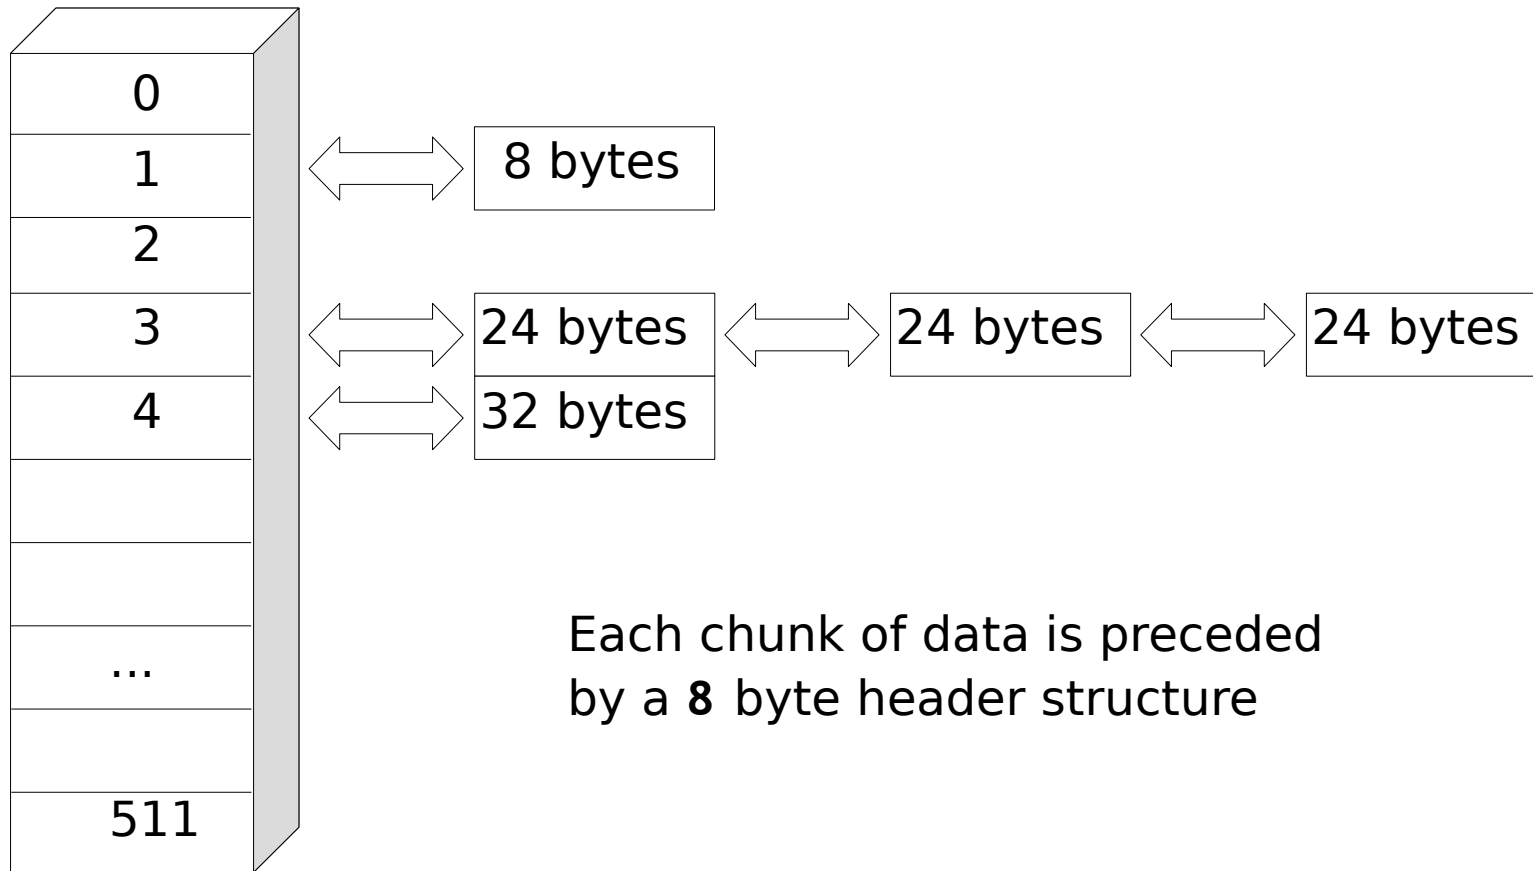 0
1
8 bytes
2
3
24 bytes
24 bytes
24 bytes
4
32 bytes
...
511
Each chunk of data is preceded
by a 8 byte header structure